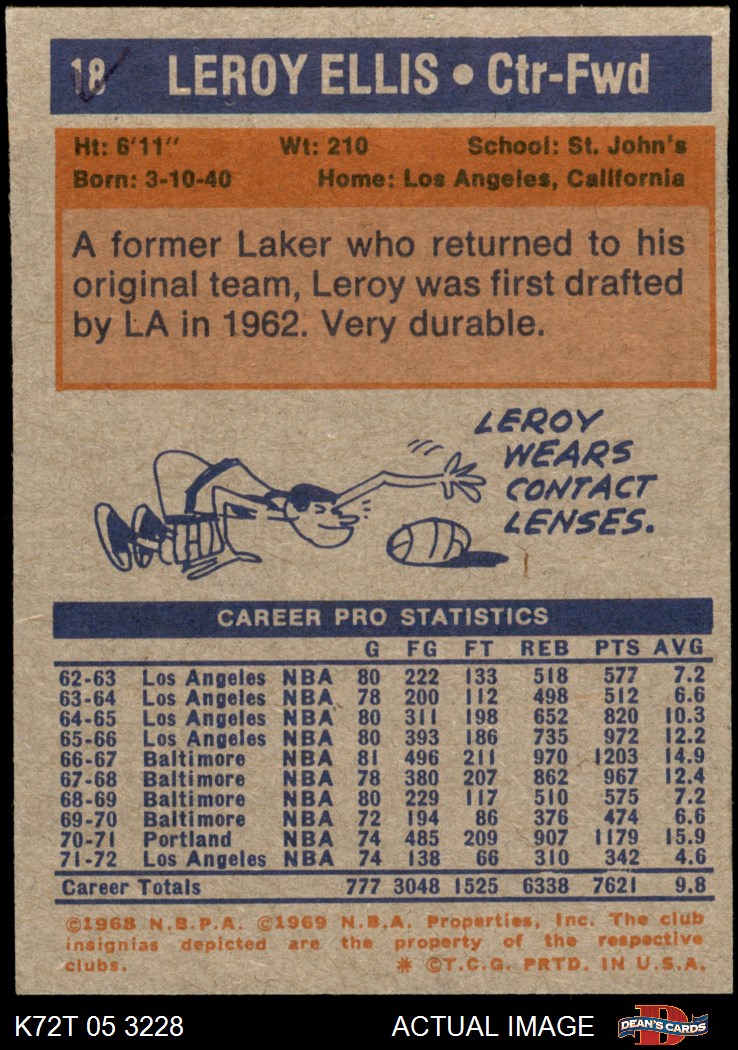 18 LEROY ELLIS • Ctr-Fwd
Ht: 6'11" Wt: 210 School: St. John's
Born: 3-10-40 Home: Los Angeles, California
A former Laker who returned to his
original team, Leroy was first drafted
by LA in 1962. Very durable.
LEROY
WEARS
CONTACT
LENSES.
CAREER PRO STATISTICS
G FG FT REB PTS AVG
62-63 Los Angeles NBA 80 222 133 518 577 7.2
63-64 Los Angeles NBA 78 200 112 498 512 6.6
64-65 Los Angeles NBA 80 311 198 652 820 10.3
65-66 Los Angeles NBA 80 393 186 735 972 12.2
66-67 Baltimore NBA 81 496 211 970 1203 14.9
67-68 Baltimore NBA 78 380 207 862 967 12.4
68-69 Baltimore NBA 80 229 117 510 575 7.2
69-70 Baltimore NBA 72 194 86 376 474 6.6
70-71 Portland NBA 74 485 209 907 1179 15.9
71-72 Los Angeles NBA 74 138 66 310 342 4.6
Career Totals 777 3048 1525 6338 7621 9.8
©1968 N.B.P.A. ©1969 N.B.A. Properties, Inc. The club
insignias depicted are the property of the respective
clubs. * ©T.C.G. PRTD. IN U.S.A.
K72T 05 3228 ACTUAL IMAGE D DEAN'S CARDS